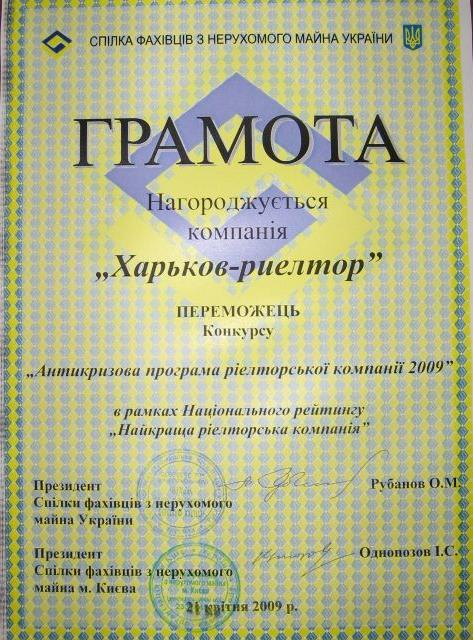 СПІЛКА ФАХІВЦІВ З НЕРУХОМОГО МАЙНА УКРАЇНИ
ГРАМОТА
Нагороджується
компанія
„Харьков-риелтор”
ПЕРЕМОЖЕЦЬ
Конкурсу
„Антикризова програма ріелторської компанії 2009”
в рамках Національного рейтингу
„Найкраща ріелторська компанія”
Президент
Рубанов О.М.
Спілки фахівців з нерухомого
майна України
Президент
Однопозов І.С.
Спілки фахівців з нерухомого
майна м. Києва
21 квітня 2009 р.